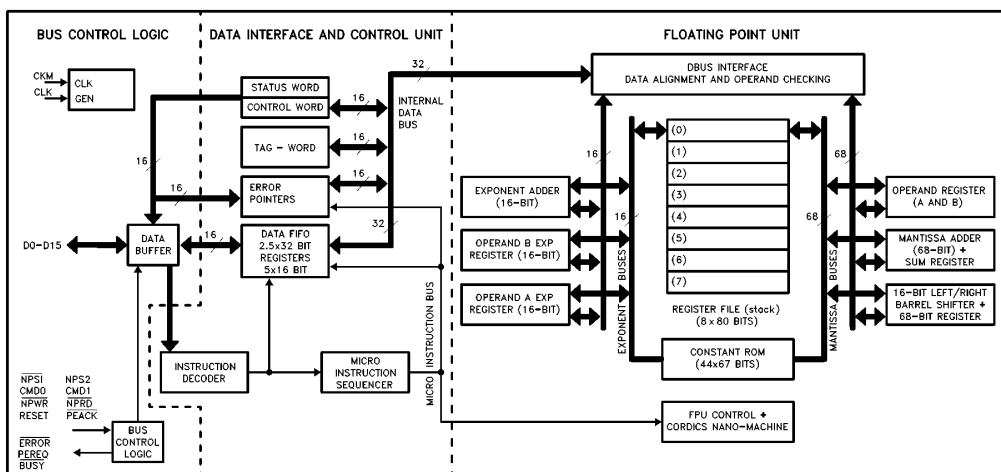 BUS CONTROL LOGIC
DATA INTERFACE AND CONTROL UNIT
FLOATING POINT UNIT
CKM
CLK
CLK
GEN
STATUS WORD
CONTROL WORD
16
TAG – WORD
16
ERROR
POINTERS
16
16
16
32
INTERNAL
DATA
BUS
32
D0–D15
DATA
BUFFER
16
DATA FIFO
2.5x32 BIT
REGISTERS
5x16 BIT
INSTRUCTION
DECODER
MICRO
INSTRUCTION
SEQUENCER
MICRO INSTRUCTION BUS
NPS1 NPS2
CMD0 CMD1
NPWR NPRD
RESET PEACK
ERROR
PEREQ
BUSY
BUS
CONTROL
LOGIC
DBUS INTERFACE
DATA ALIGNMENT AND OPERAND CHECKING
16
68
EXPONENT ADDER
(16-BIT)
OPERAND B EXP
REGISTER (16-BIT)
OPERAND A EXP
REGISTER (16-BIT)
16
EXPONENT BUSES
(0)
(1)
(2)
(3)
(4)
(5)
(6)
(7)
REGISTER FILE (stack)
(8x80 BITS)
CONSTANT ROM
(44x67 BITS)
68
MANTISSA BUSES
OPERAND REGISTER
(A AND B)
MANTISSA ADDER
(68-BIT) +
SUM REGISTER
16-BIT LEFT/RIGHT
BARREL SHIFTER +
68-BIT REGISTER
FPU CONTROL +
CORDICS NANO-MACHINE